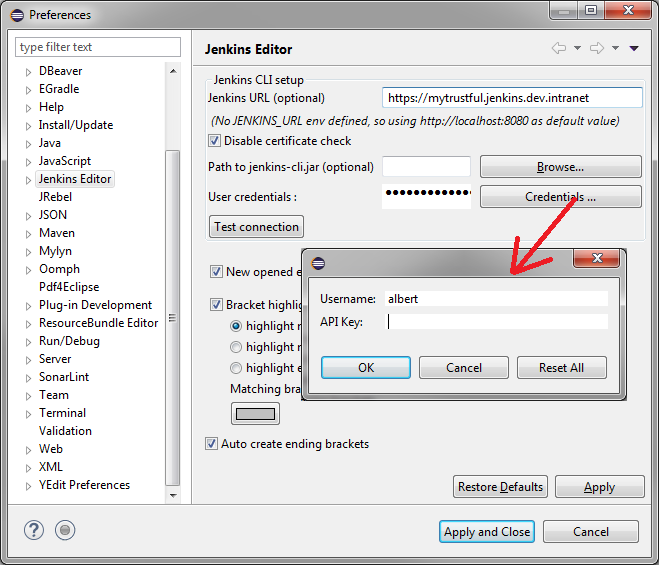 Preferences
type filter text
DBeaver
EGradle
Help
Install/Update
Java
JavaScript
Jenkins Editor
JRebel
JSON
Maven
Mylyn
Oomph
Pdf4Eclipse
Plug-in Development
ResourceBundle Editor
Run/Debug
Server
SonarLint
Team
Terminal
Validation
Web
XML
YEdit Preferences
Jenkins Editor
Jenkins CLI setup
Jenkins URL (optional) https://mytrustful.jenkins.dev.intranet
(No JENKINS_URL env defined, so using http://localhost:8080 as default value)
Disable certificate check
Path to jenkins-cli.jar (optional) Browse...
User credentials : ●●●●●●●●●●●● Credentials ...
Test connection
New opened
Bracket
highlight
highlight
highlight
Matching
Auto create ending brackets
Username: albert
API Key:
OK Cancel Reset All
Restore Defaults Apply
? Apply and Close Cancel